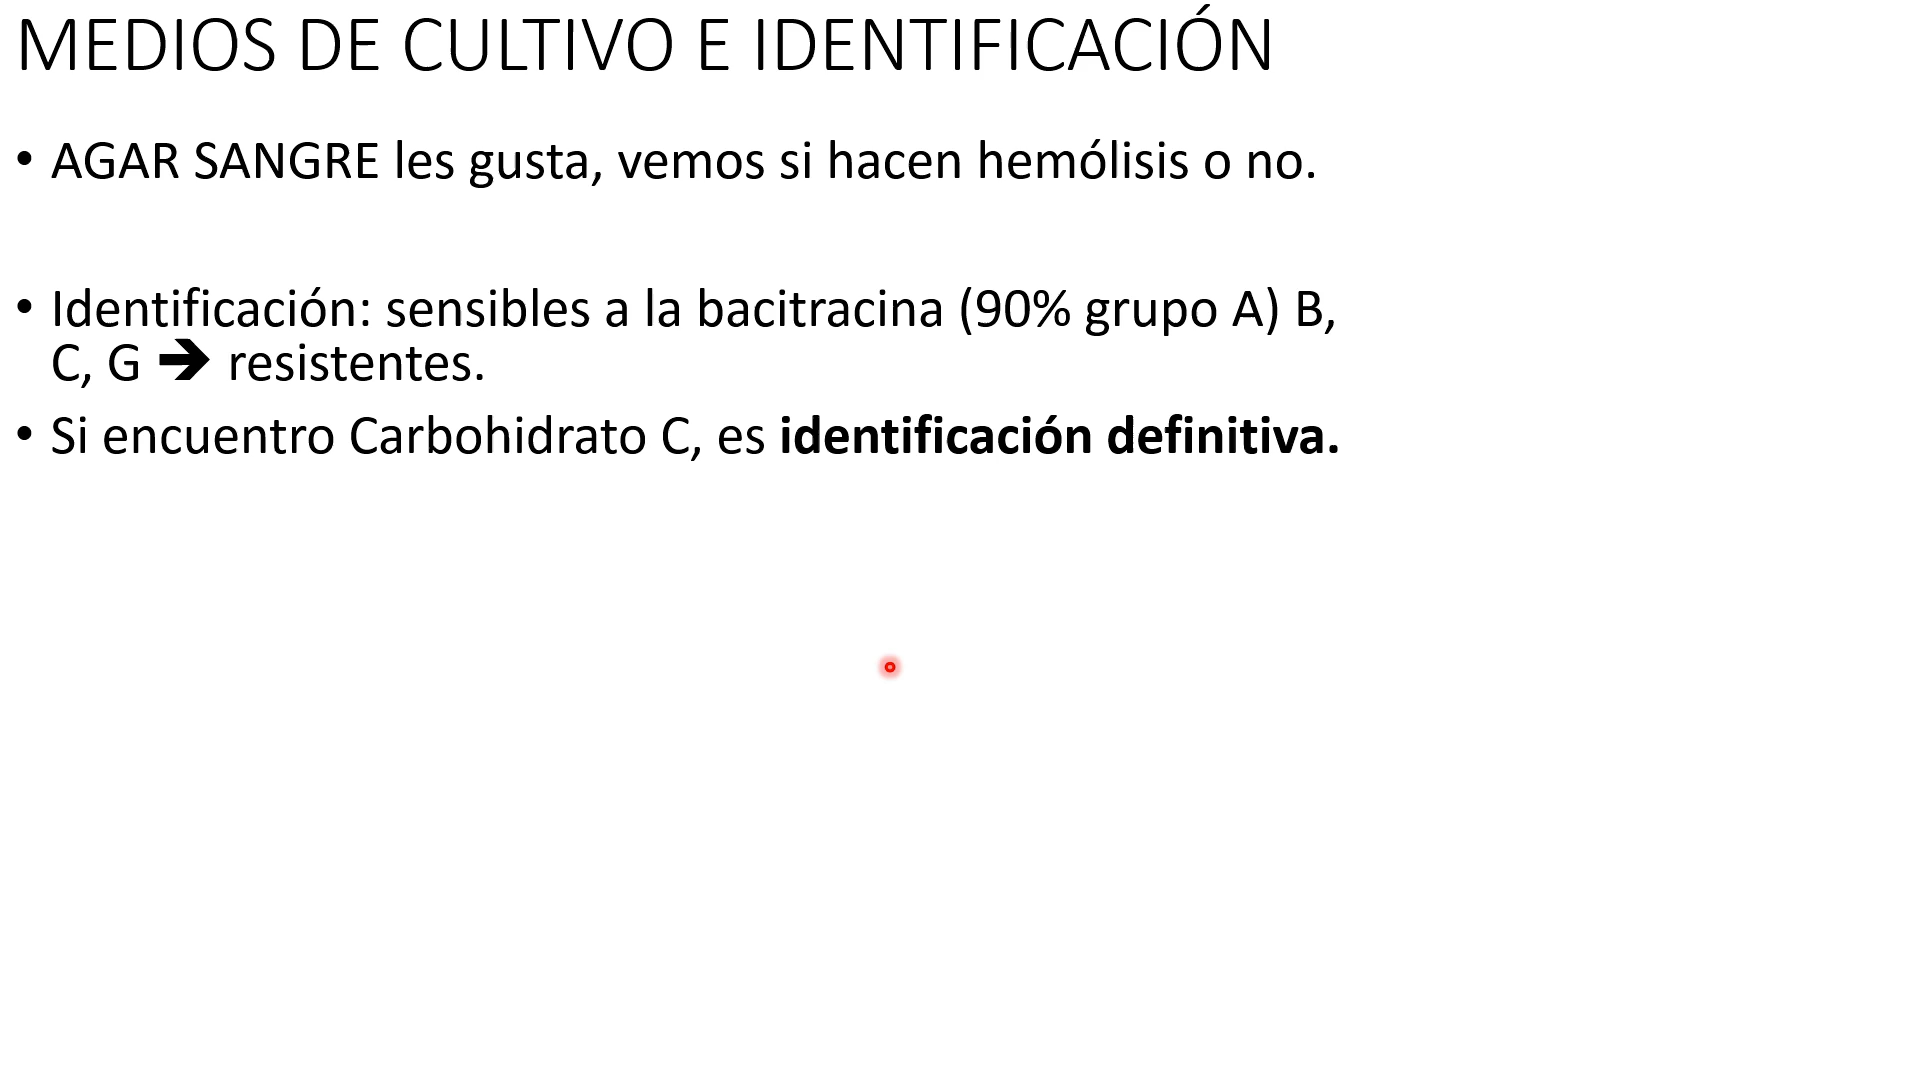 MEDIOS DE CULTIVO E IDENTIFICACIÓN
• AGAR SANGRE les gusta, vemos si hacen hemólisis o no.
• Identificación: sensibles a la bacitracina (90% grupo A) B,
C, G ➔ resistentes.
• Si encuentro Carbohidrato C, es identificación definitiva.